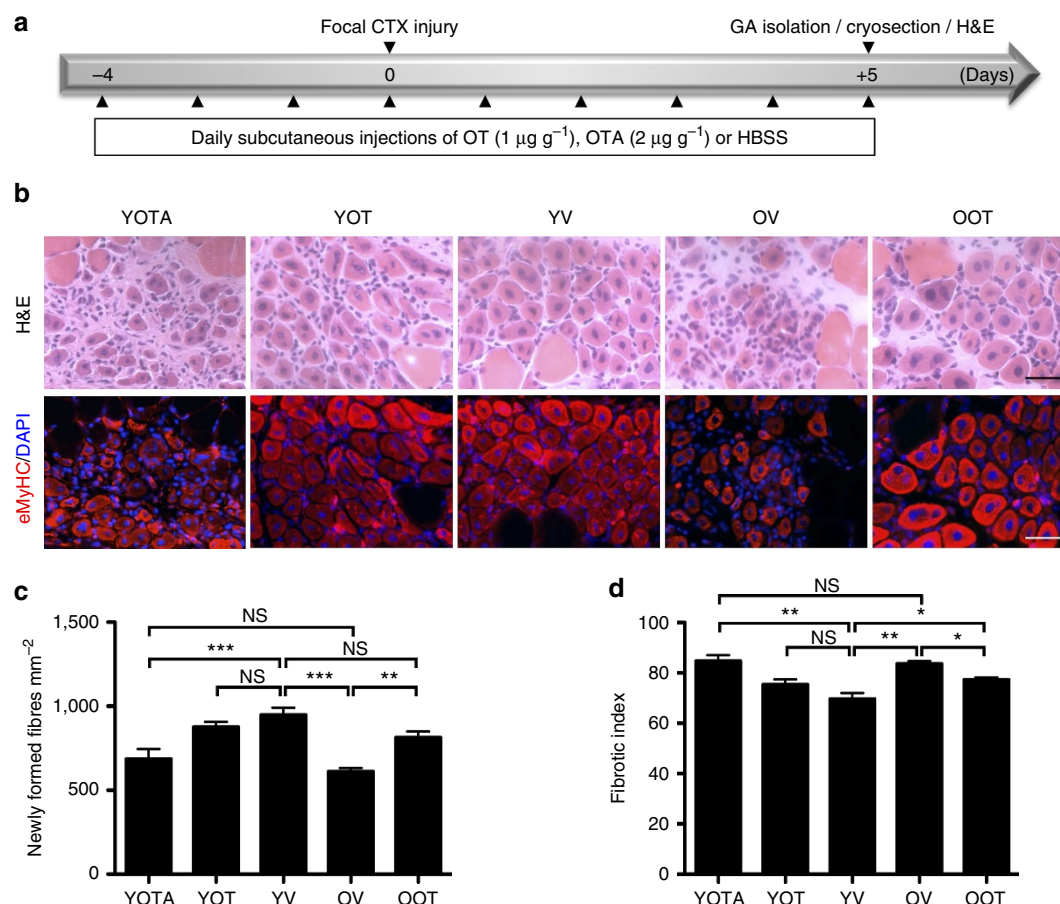 a
Focal CTX injury
GA isolation / cryosection / H&E
–4
0
+5
(Days)
Daily subcutaneous injections of OT (1 μg g⁻¹), OTA (2 μg g⁻¹) or HBSS
b
YOTA YOT YV OV OOT
H&E
eMyHC/DAPI
c
Newly formed fibres mm⁻²
1,500
1,000
500
0
NS
***
NS
NS
***
**
YOTA YOT YV OV OOT
d
Fibrotic index
100
80
60
40
20
0
NS
**
*
NS
**
*
YOTA YOT YV OV OOT